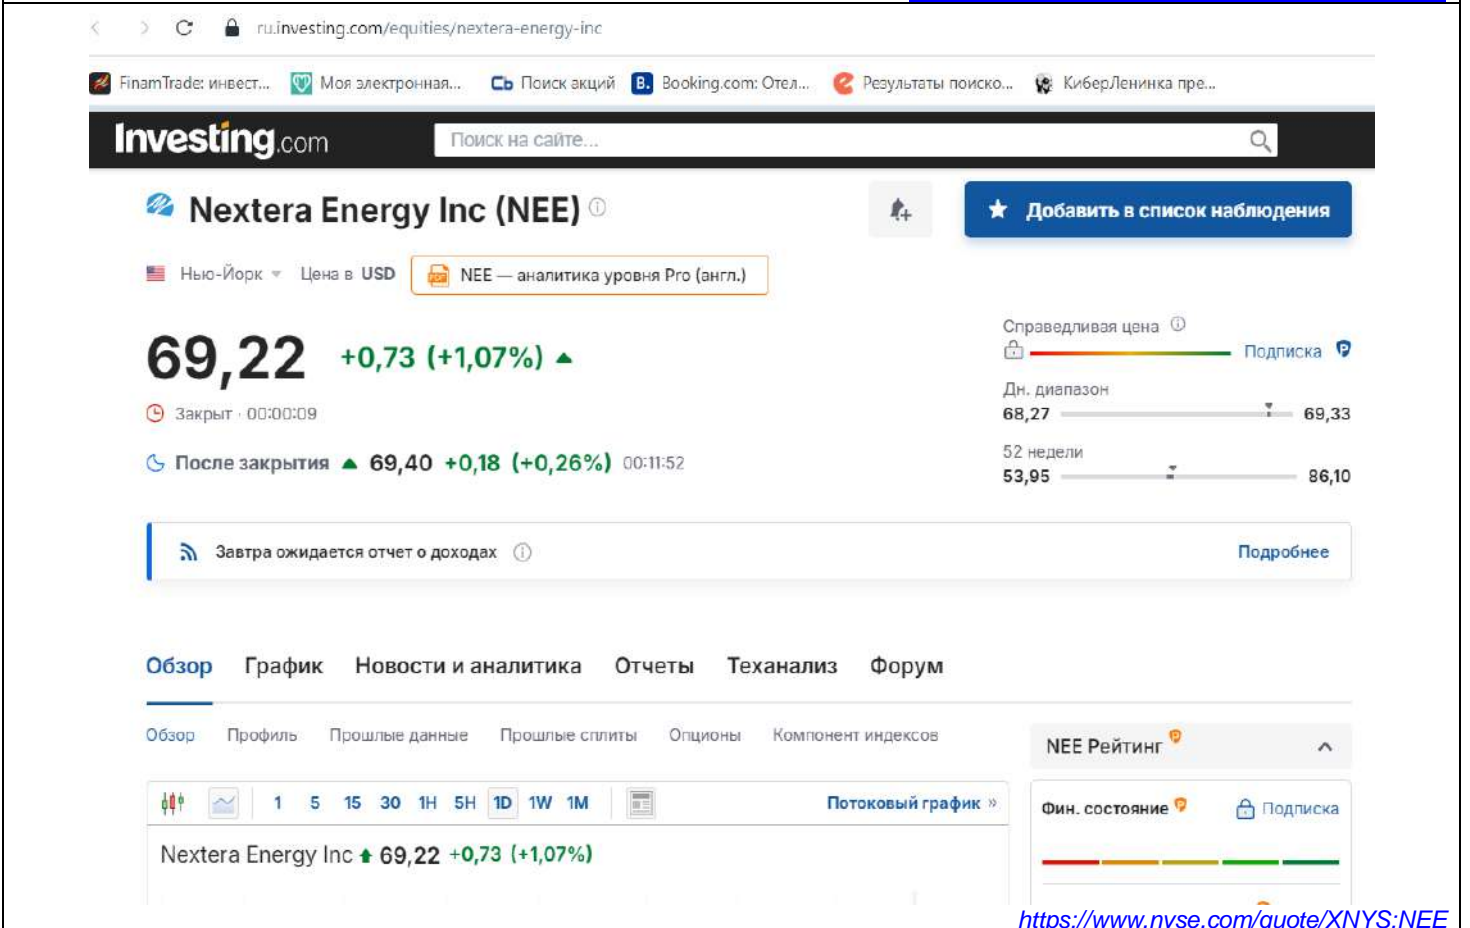 ru.investing.com/equities/nextera-energy-inc
FinamTrade: инвест... Моя электронная... Сb Поиск акций B. Booking.com: Отел... Результаты поиско... КиберЛенинка пре...
Investing.com Поиск на сайте...
Nextera Energy Inc (NEE)
Добавить в список наблюдения
Нью-Йорк Цена в USD NEE — аналитика уровня Pro (англ.)
Справедливая цена
Подписка
69,22 +0,73 (+1,07%)
Дн. диапазон
68,27 69,33
Закрыт · 00:00:09
52 недели
53,95 86,10
После закрытия 69,40 +0,18 (+0,26%) 00:11:52
Завтра ожидается отчет о доходах Подробнее
Обзор График Новости и аналитика Отчеты Теханализ Форум
Обзор Профиль Прошлые данные Прошлые сплиты Опционы Компонент индексов
NEE Рейтинг
1 5 15 30 1H 5H 1D 1W 1M Потоковый график »
Фин. состояние Подписка
Nextera Energy Inc 69,22 +0,73 (+1,07%)
https://www.nyse.com/quote/XNYS:NEE